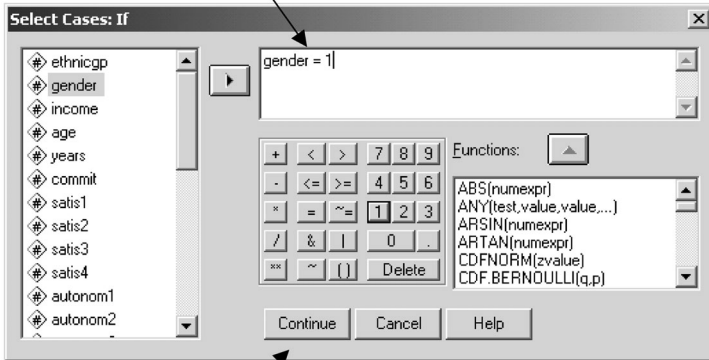 Select Cases: If
ethnicgp
gender
income
age
years
commit
satis1
satis2
satis3
satis4
autonom1
autonom2
gender = 1
+ < > 7 8 9
- <= >= 4 5 6
* = ~= 1 2 3
/ & | 0 .
** ~ () Delete
Functions:
ABS(numexpr)
ANY(test,value,value,...)
ARSIN(numexpr)
ARTAN(numexpr)
CDFNORM(zvalue)
CDF.BERNOULLI(q,p)
Continue Cancel Help